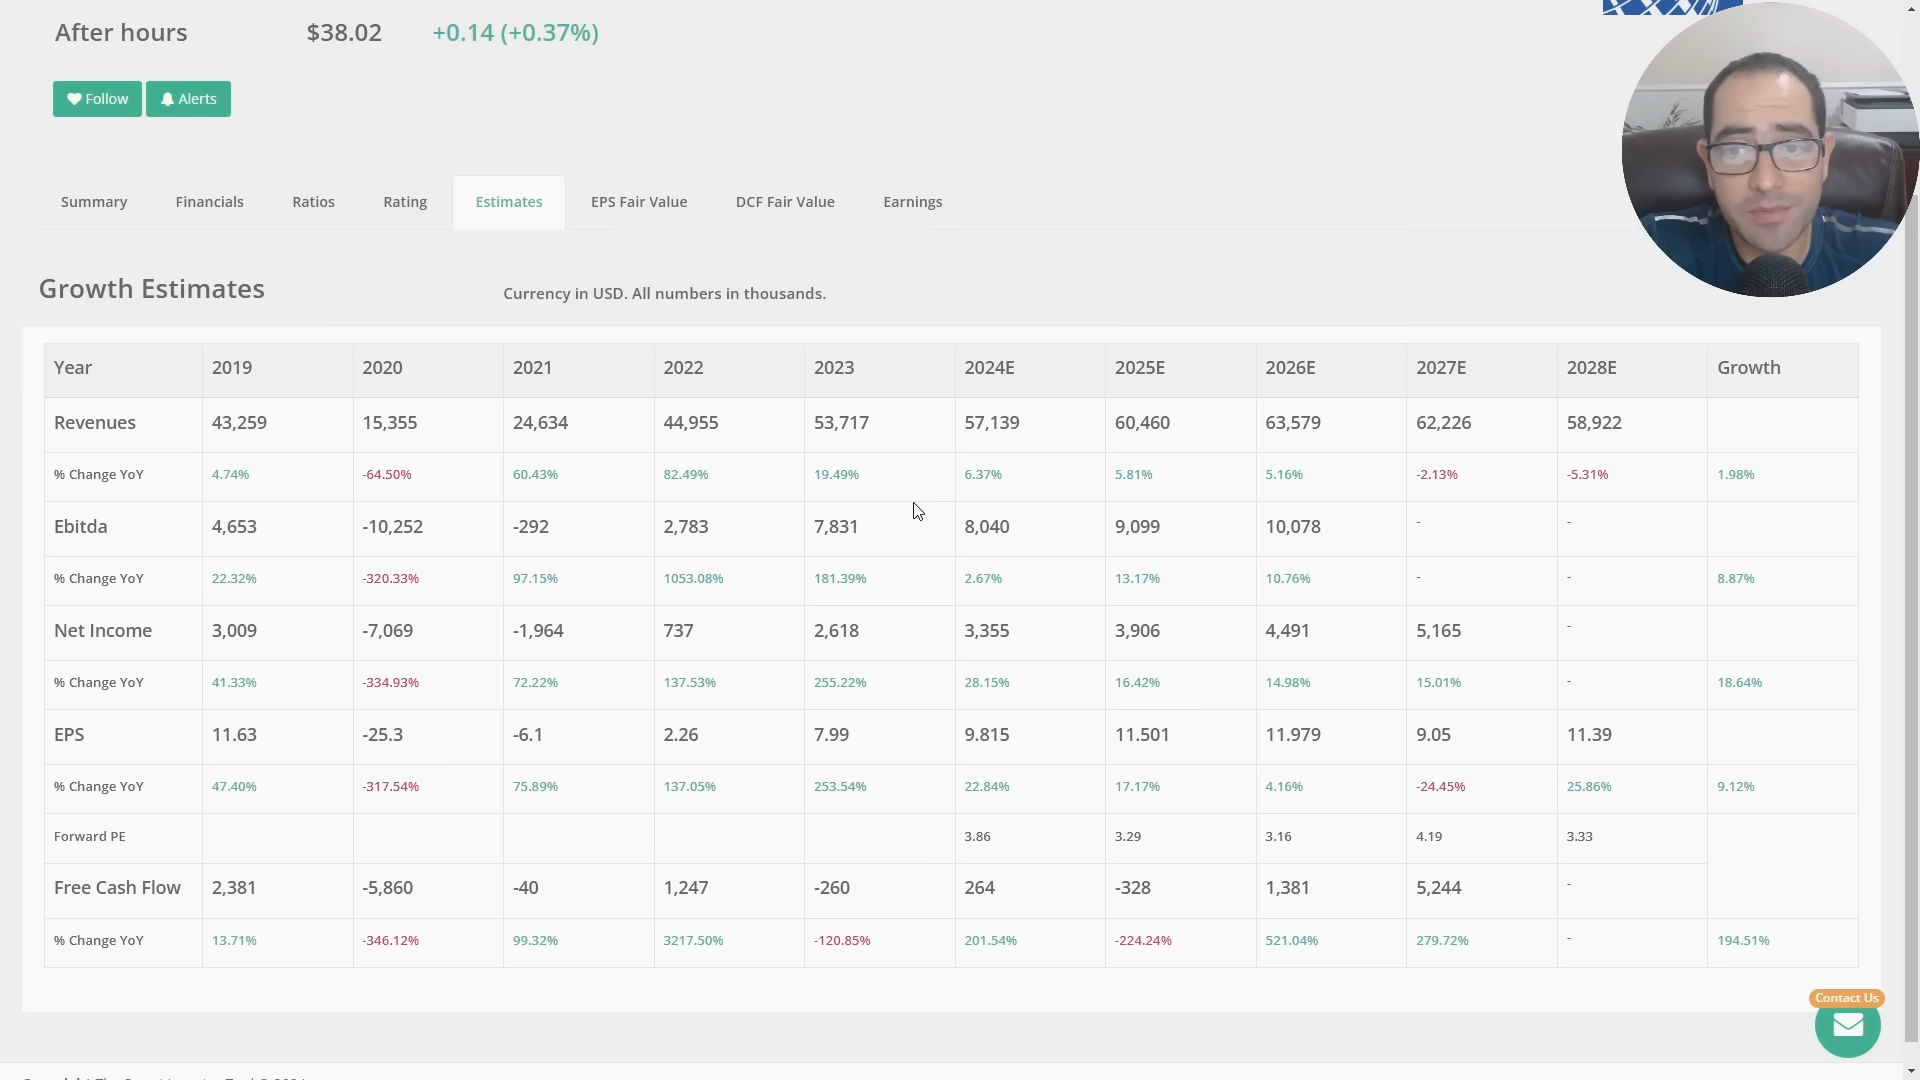 After hours $38.02 +0.14 (+0.37%)
Follow Alerts
Summary Financials Ratios Rating Estimates EPS Fair Value DCF Fair Value Earnings
Growth Estimates Currency in USD. All numbers in thousands.
Year 2019 2020 2021 2022 2023 2024E 2025E 2026E 2027E 2028E Growth
Revenues 43,259 15,355 24,634 44,955 53,717 57,139 60,460 63,579 62,226 58,922
% Change YoY 4.74% -64.50% 60.43% 82.49% 19.49% 6.37% 5.81% 5.16% -2.13% -5.31% 1.98%
Ebitda 4,653 -10,252 -292 2,783 7,831 8,040 9,099 10,078 - -
% Change YoY 22.32% -320.33% 97.15% 1053.08% 181.39% 2.67% 13.17% 10.76% - - 8.87%
Net Income 3,009 -7,069 -1,964 737 2,618 3,355 3,906 4,491 5,165 -
% Change YoY 41.33% -334.93% 72.22% 137.53% 255.22% 28.15% 16.42% 14.98% 15.01% - 18.64%
EPS 11.63 -25.3 -6.1 2.26 7.99 9.815 11.501 11.979 9.05 11.39
% Change YoY 47.40% -317.54% 75.89% 137.05% 253.54% 22.84% 17.17% 4.16% -24.45% 25.86% 9.12%
Forward PE 3.86 3.29 3.16 4.19 3.33
Free Cash Flow 2,381 -5,860 -40 1,247 -260 264 -328 1,381 5,244 -
% Change YoY 13.71% -346.12% 99.32% 3217.50% -120.85% 201.54% -224.24% 521.04% 279.72% - 194.51%
Contact Us